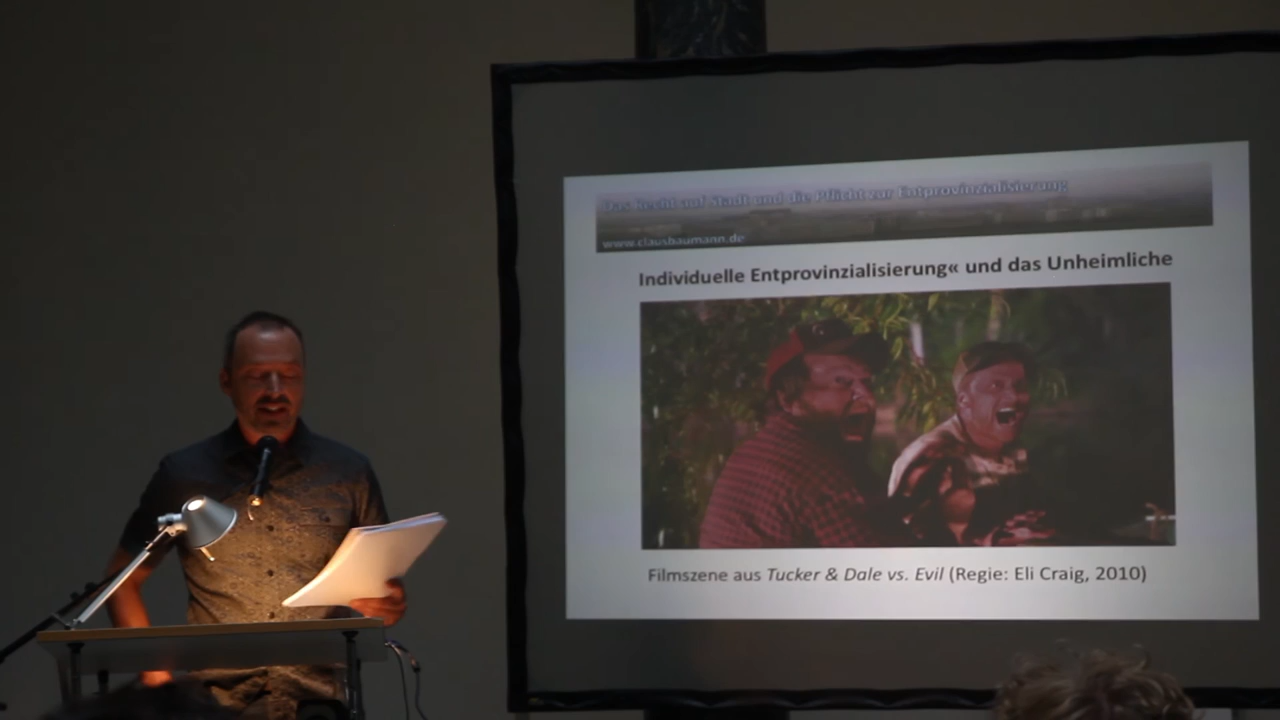 Das Recht auf Stadt und die Pflicht zur Entprovinzialisierung
www.clausbaumann.de
Individuelle Entprovinzialisierung« und das Unheimliche
Filmszene aus Tucker & Dale vs. Evil (Regie: Eli Craig, 2010)